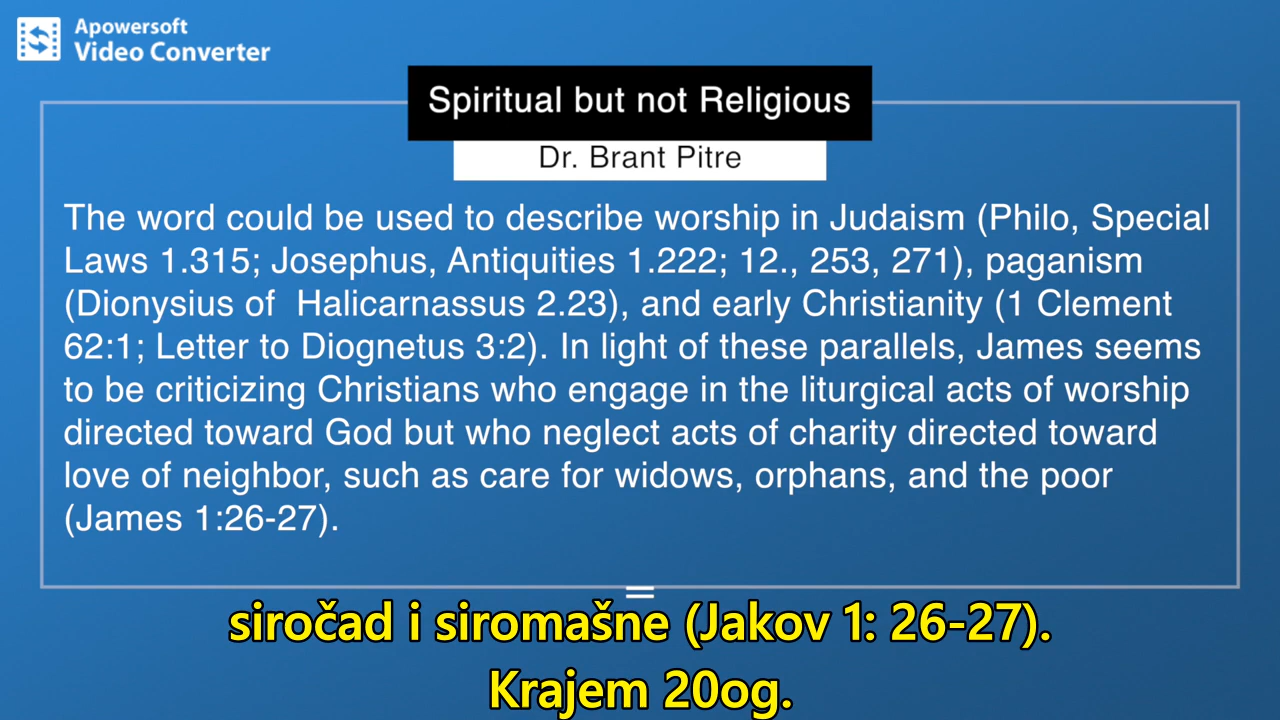 Apowersoft
Video Converter
Spiritual but not Religious
Dr. Brant Pitre
The word could be used to describe worship in Judaism (Philo, Special
Laws 1.315; Josephus, Antiquities 1.222; 12., 253, 271), paganism
(Dionysius of  Halicarnassus 2.23), and early Christianity (1 Clement
62:1; Letter to Diognetus 3:2). In light of these parallels, James seems
to be criticizing Christians who engage in the liturgical acts of worship
directed toward God but who neglect acts of charity directed toward
love of neighbor, such as care for widows, orphans, and the poor
(James 1:26-27).
siročad i siromašne (Jakov 1: 26-27).
Krajem 20og.